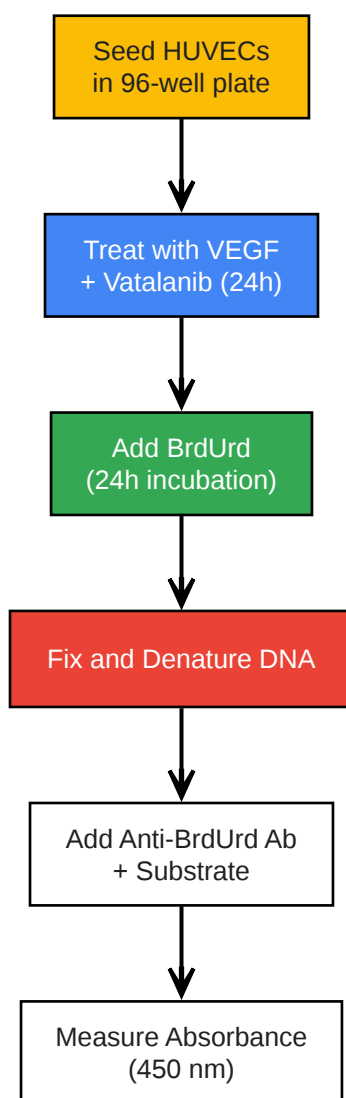 Seed HUVECs
in 96-well plate
Treat with VEGF
+ Vatalanib (24h)
Add BrdUrd
(24h incubation)
Fix and Denature DNA
Add Anti-BrdUrd Ab
+ Substrate
Measure Absorbance
(450 nm)